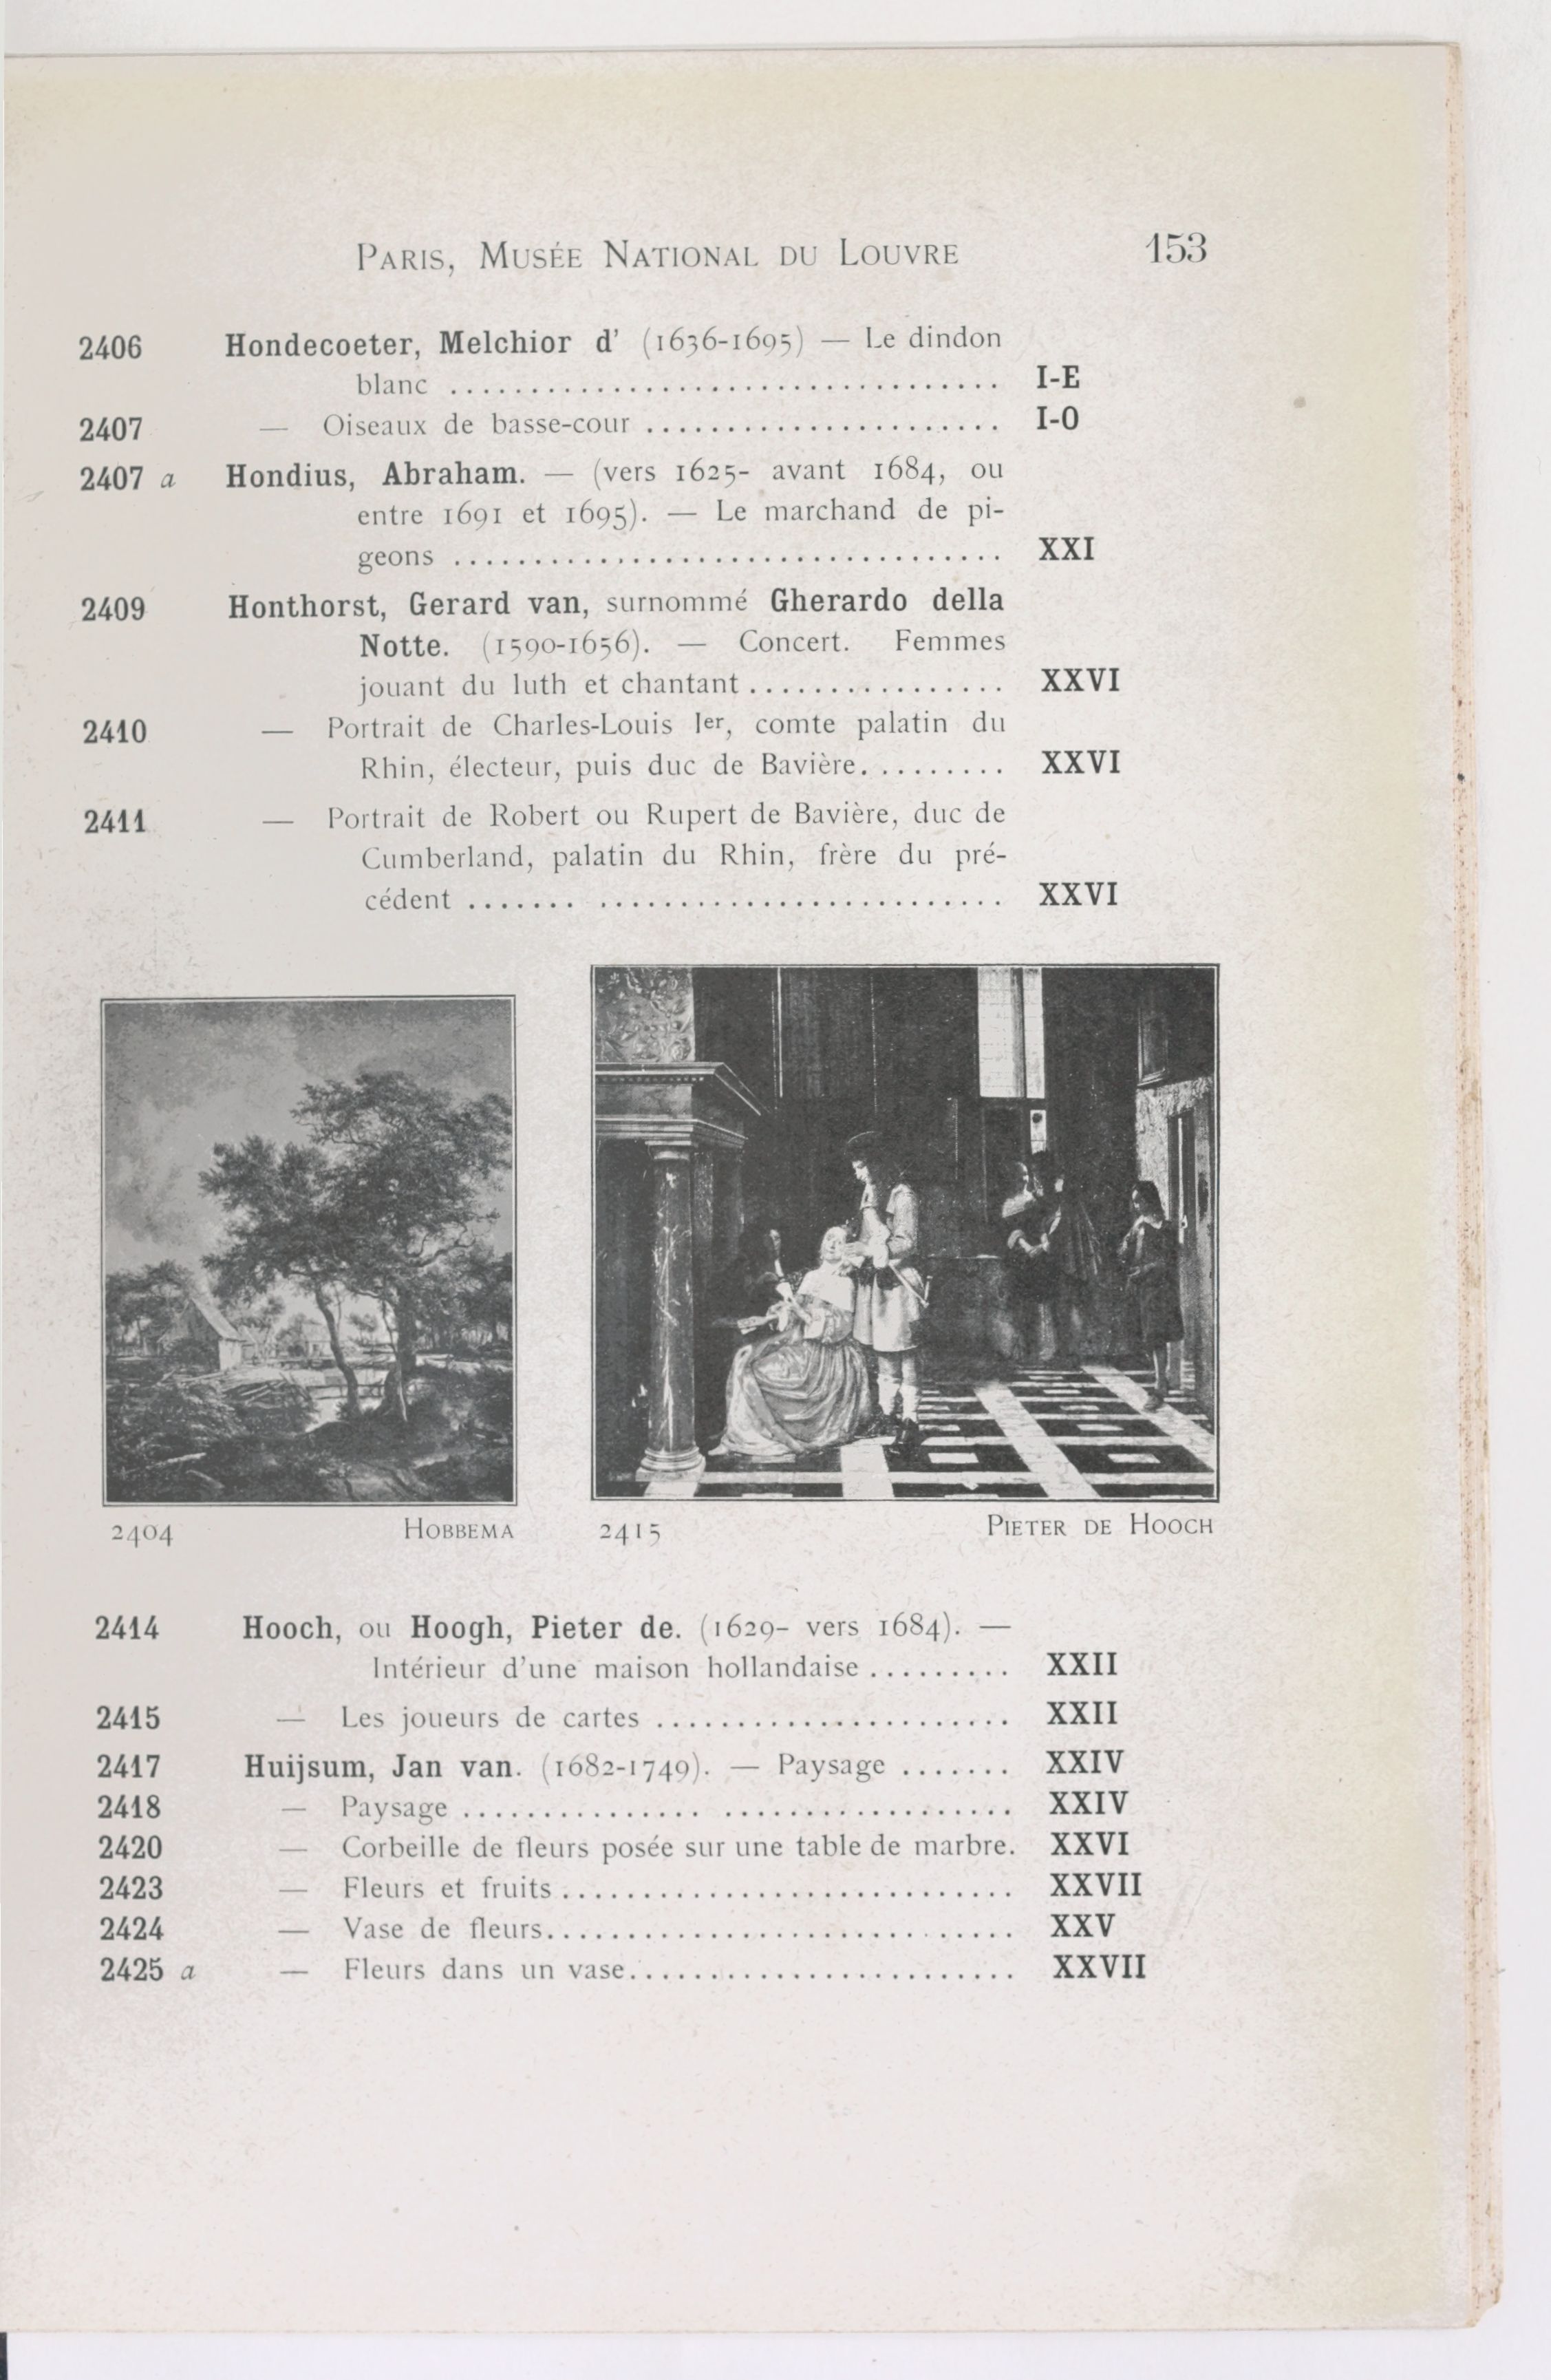 PARIS, MUSÉE NATIONAL DU LOUVRE 153
2406 Hondecoeter, Melchior d' (1636-1695) — Le dindon
blanc .................................. I-E
2407 — Oiseaux de basse-cour ...................... I-O
2407 a Hondius, Abraham. — (vers 1625- avant 1684, ou
entre 1691 et 1695). — Le marchand de pi-
geons .................................. XXI
2409 Honthorst, Gerard van, surnommé Gherardo della
Notte. (1590-1656). — Concert. Femmes
jouant du luth et chantant ................ XXVI
2410 — Portrait de Charles-Louis Ier, comte palatin du
Rhin, électeur, puis duc de Bavière.......... XXVI
2411 — Portrait de Robert ou Rupert de Bavière, duc de
Cumberland, palatin du Rhin, frère du pré-
cédent ....... ......................... XXVI
2404 HOBBEMA 2415 PIETER DE HOOCH
2414 Hooch, ou Hoogh, Pieter de. (1629- vers 1684). —
Intérieur d'une maison hollandaise ......... XXII
2415 — Les joueurs de cartes ...................... XXII
2417 Huijsum, Jan van. (1682-1749). — Paysage ....... XXIV
2418 — Paysage ............... .................. XXIV
2420 — Corbeille de fleurs posée sur une table de marbre. XXVI
2423 — Fleurs et fruits ............................ XXVII
2424 — Vase de fleurs............................. XXV
2425 a — Fleurs dans un vase........................ XXVII